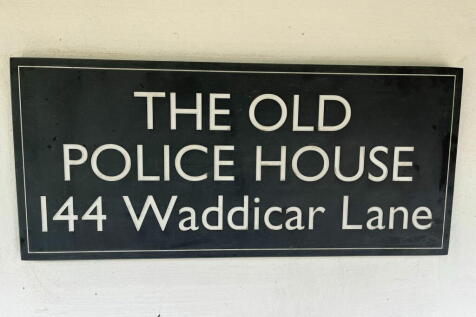 THE OLD
POLICE HOUSE
144 Waddicar Lane